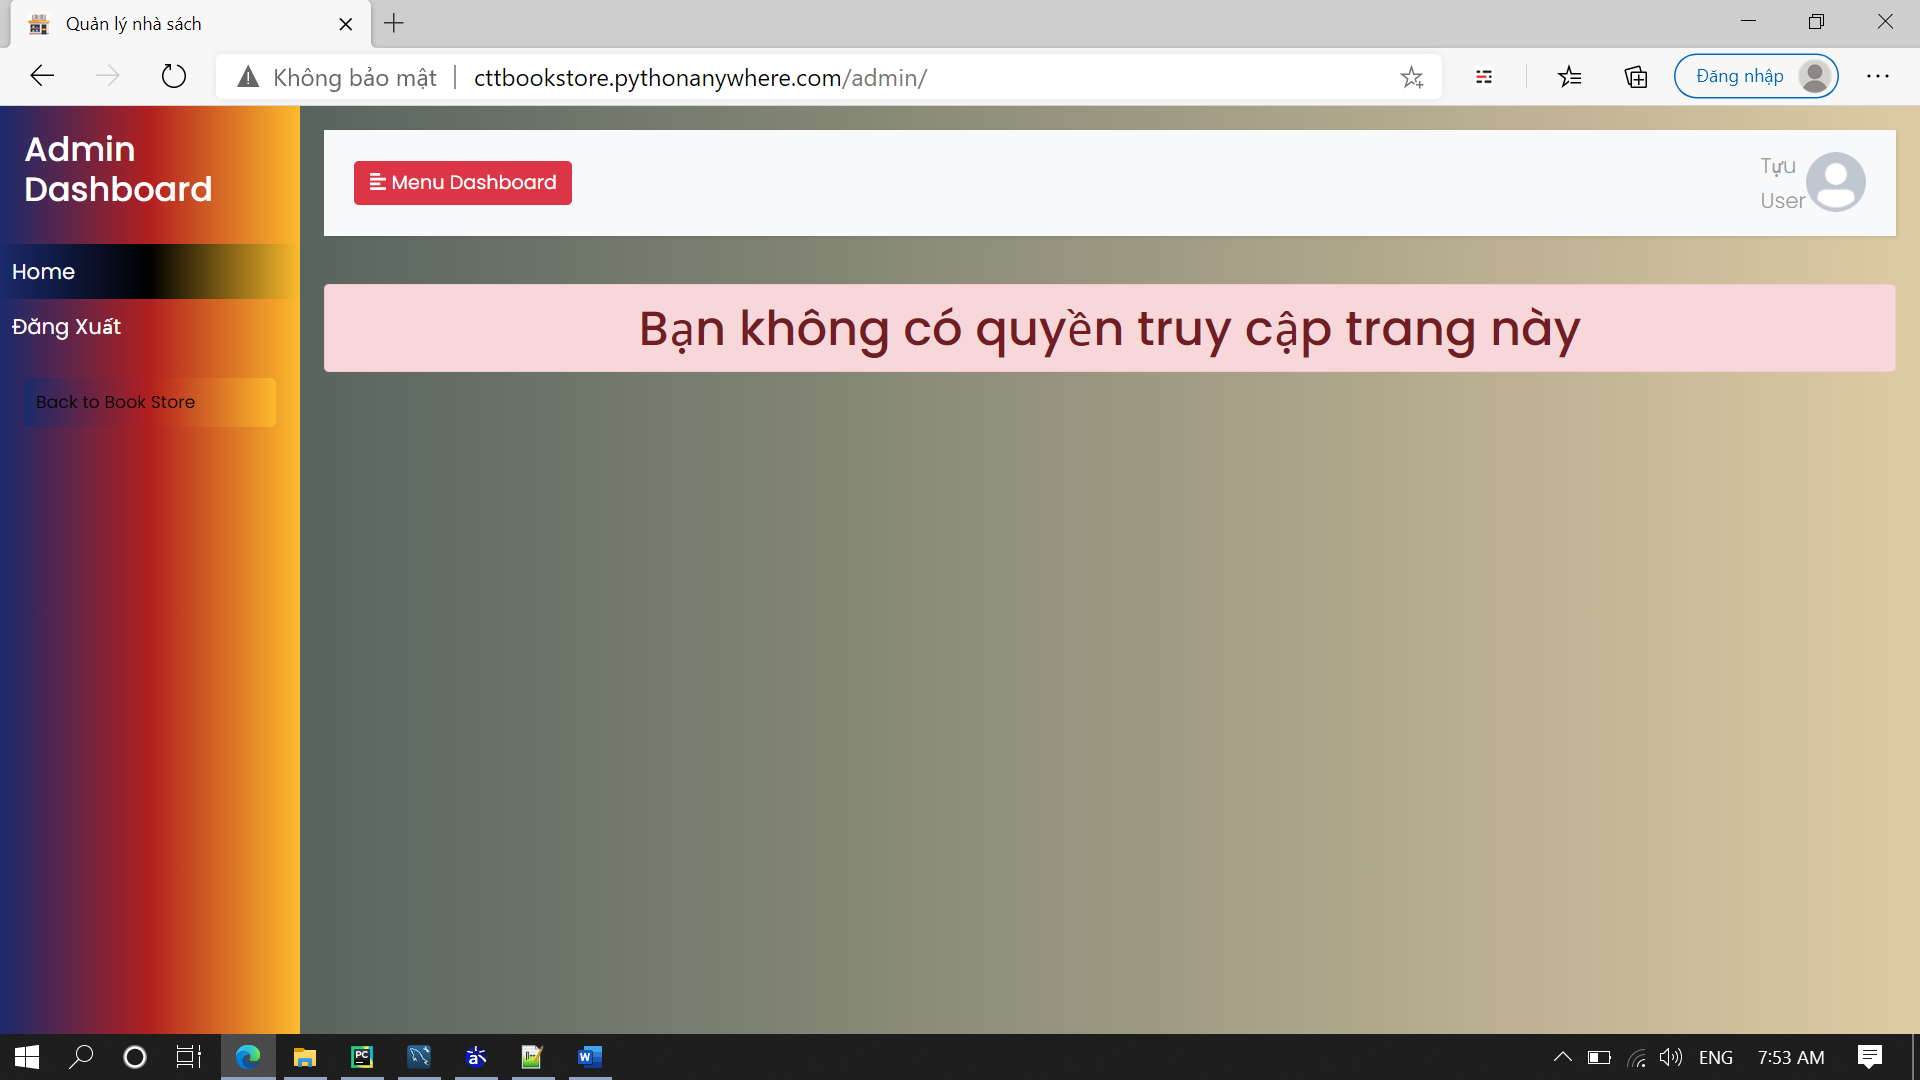 Quản lý nhà sách
Không bảo mật
cttbookstore.pythonanywhere.com/admin/
Đăng nhập
Admin
Dashboard
Home
Đăng Xuất
Back to Book Store
Menu Dashboard
Tựu
User
Bạn không có quyền truy cập trang này
ENG
7:53 AM